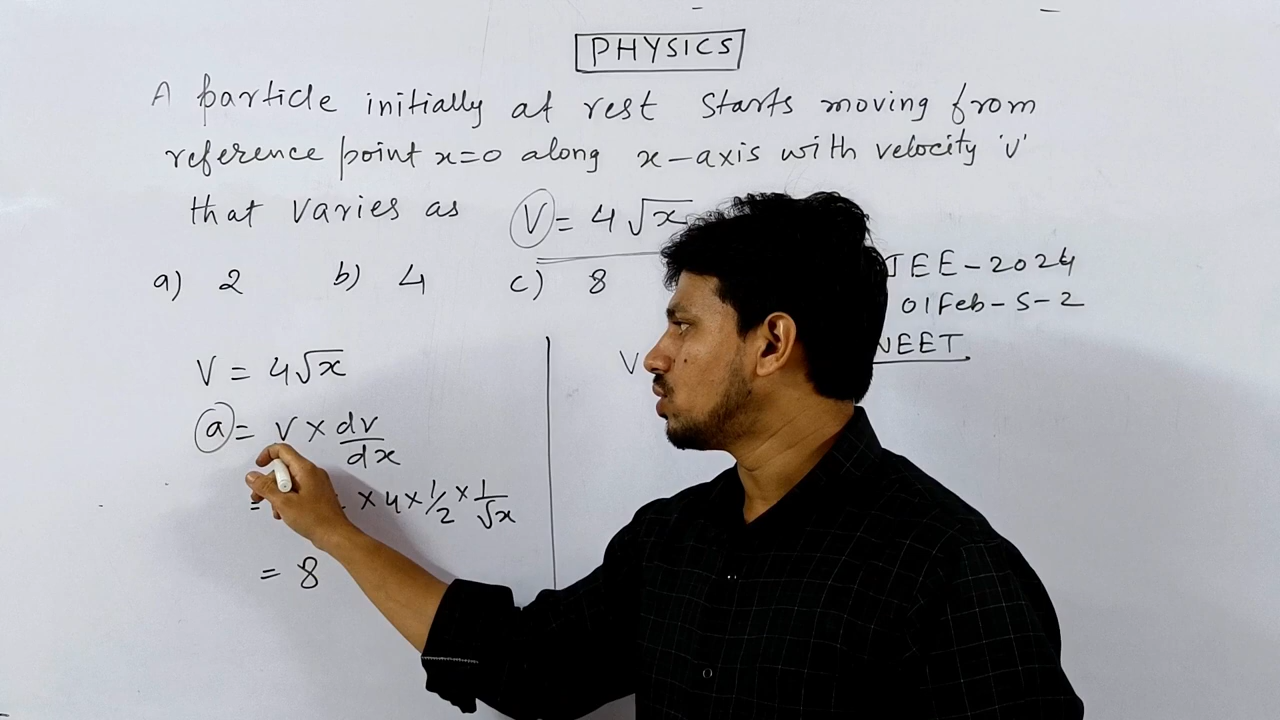 PHYSICS
A particle initially at rest starts moving from
reference point x=0 along x-axis with velocity 'v'
that varies as V = 4√x
a) 2 b) 4 c) 8
JEE-2024
01Feb-S-2
NEET
V = 4√x
a = V × dv/dx
= × 4 × 1/2 × 1/√x
= 8
V